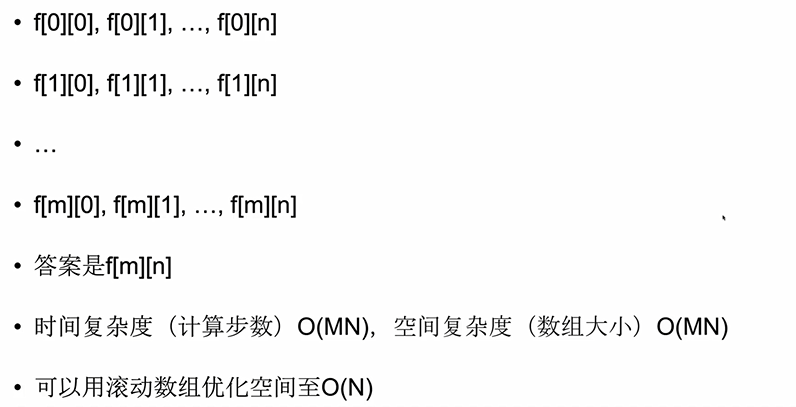 • f[0][0], f[0][1], …, f[0][n]
• f[1][0], f[1][1], …, f[1][n]
• …
• f[m][0], f[m][1], …, f[m][n]
• 答案是f[m][n]
• 时间复杂度（计算步数）O(MN)，空间复杂度（数组大小）O(MN)
• 可以用滚动数组优化空间至O(N)